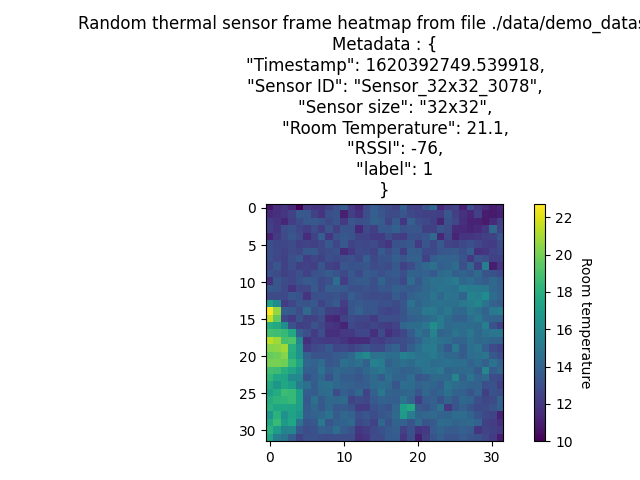 Random thermal sensor frame heatmap from file ./data/demo_datas
Metadata : {
"Timestamp": 1620392749.539918,
"Sensor ID": "Sensor_32x32_3078",
"Sensor size": "32x32",
"Room Temperature": 21.1,
"RSSI": -76,
"label": 1
}
0
5
10
15
20
25
30
0
10
20
30
22
20
18
16
14
12
10
Room temperature